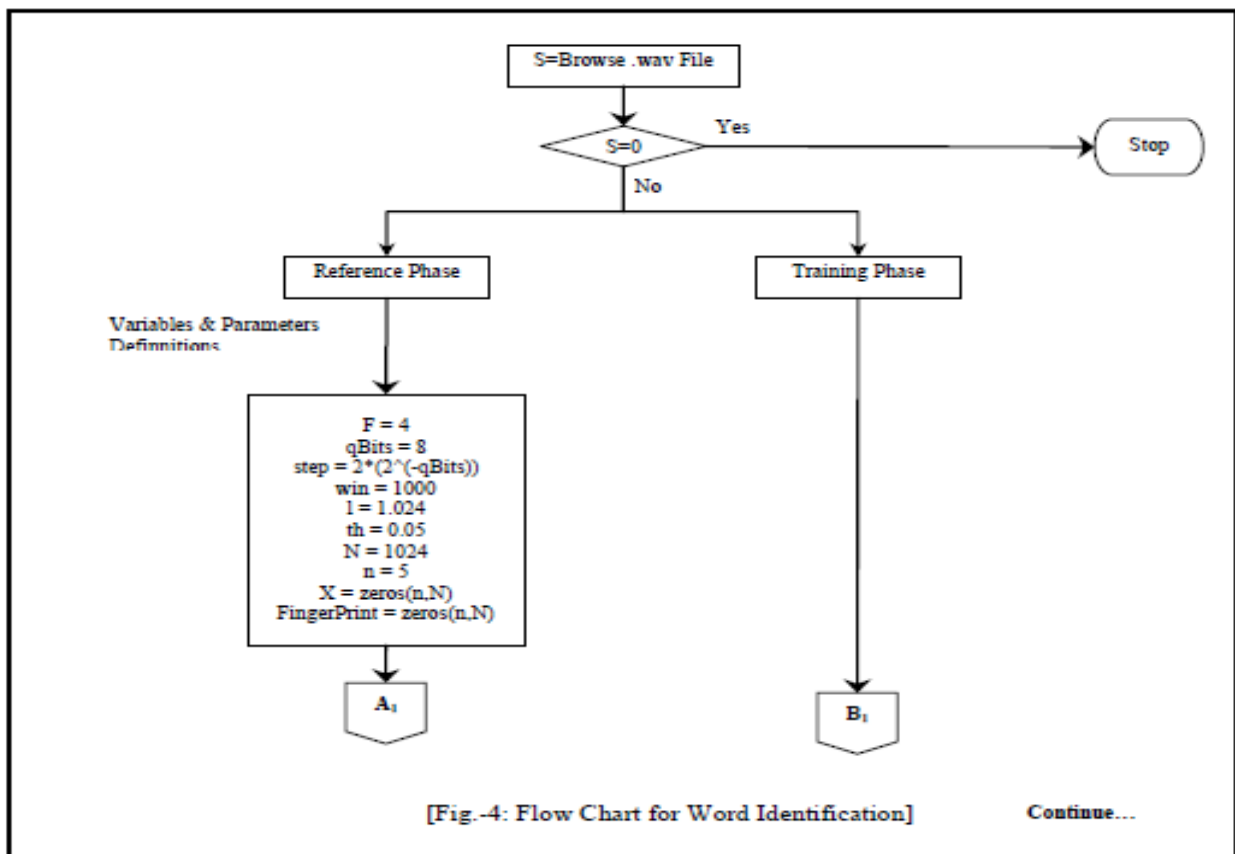 S=Browse .wav File
S=0
Yes
Stop
No
Reference Phase
Training Phase
Variables & Parameters
Definnitions
F = 4
qBits = 8
step = 2*(2^(-qBits))
win = 1000
l = 1.024
th = 0.05
N = 1024
n = 5
X = zeros(n,N)
FingerPrint = zeros(n,N)
A₁
B₁
[Fig.-4: Flow Chart for Word Identification]
Continue...